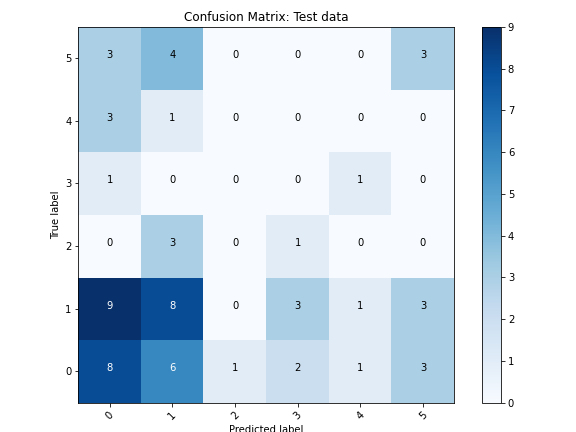 Confusion Matrix: Test data
5 3 4 0 0 0 3
4 3 1 0 0 0 0
3 1 0 0 0 1 0
2 0 3 0 1 0 0
1 9 8 0 3 1 3
0 8 6 1 2 1 3
0 1 2 3 4 5
Predicted label
True label
9
8
7
6
5
4
3
2
1
0